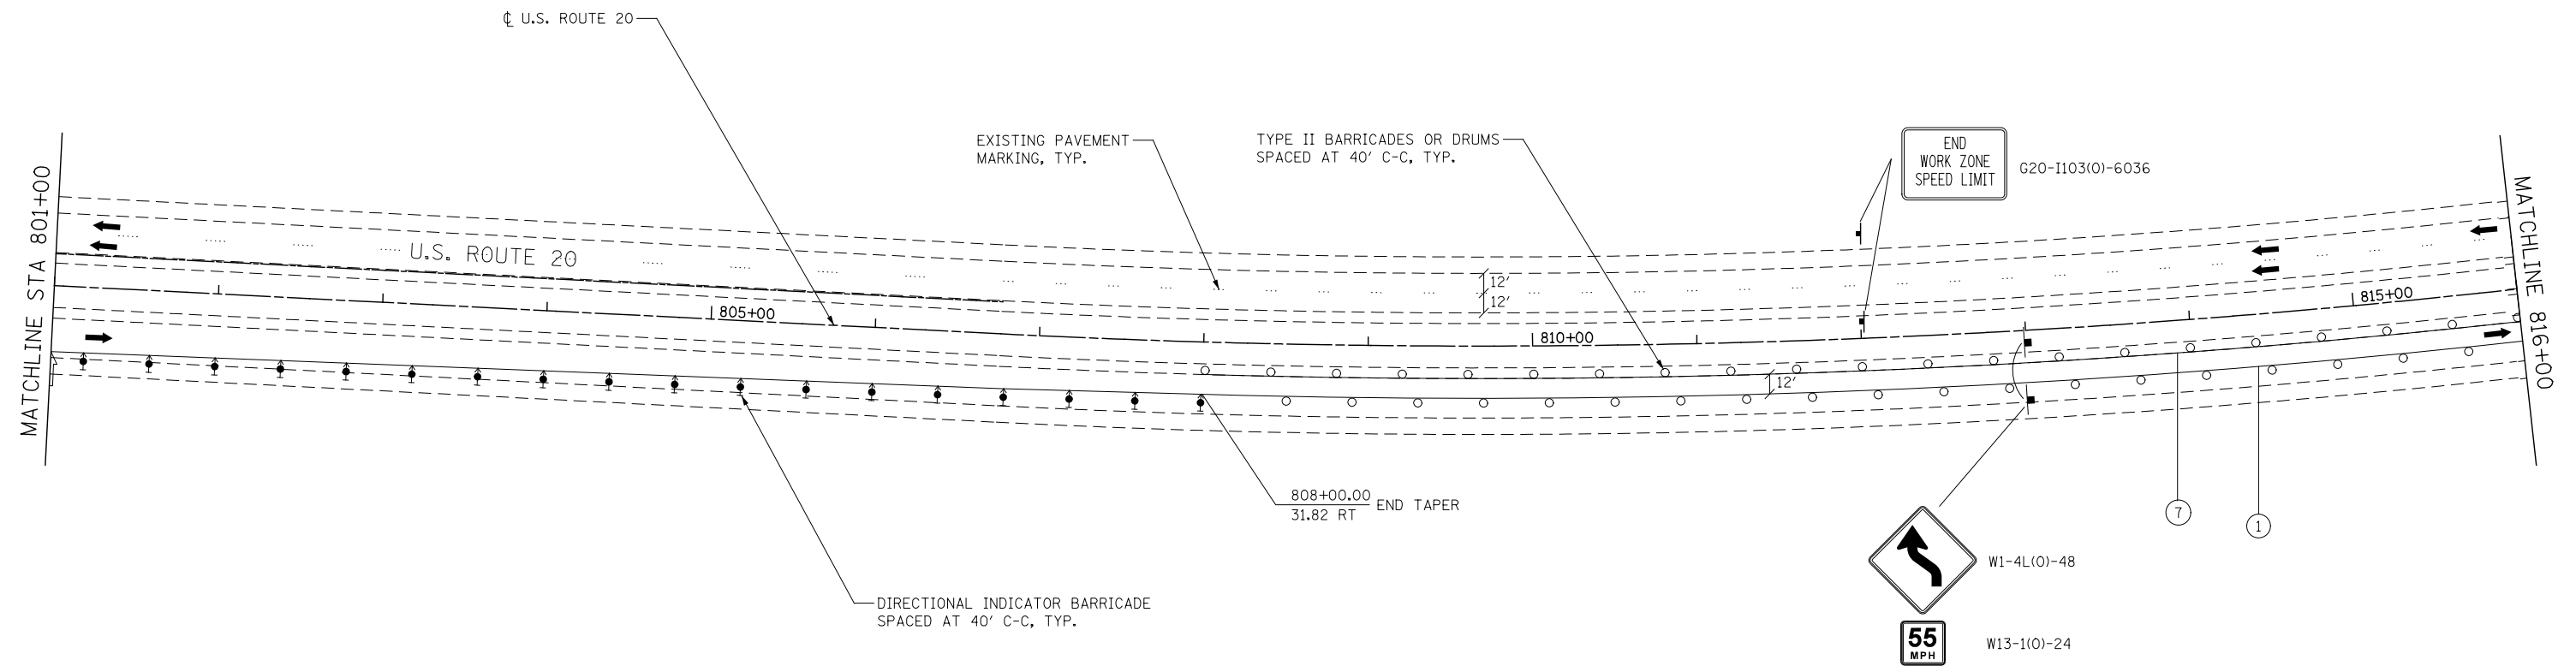 ℄ U.S. ROUTE 20
EXISTING PAVEMENT
MARKING, TYP.
TYPE II BARRICADES OR DRUMS
SPACED AT 40' C-C, TYP.
END
WORK ZONE
SPEED LIMIT
G20-I103(O)-6036
MATCHLINE STA 801+00
MATCHLINE STA 816+00
U.S. ROUTE 20
805+00
810+00
815+00
12'
12'
12'
808+00.00
31.82 RT
END TAPER
7
1
DIRECTIONAL INDICATOR BARRICADE
SPACED AT 40' C-C, TYP.
W1-4L(O)-48
55
MPH
W13-1(O)-24